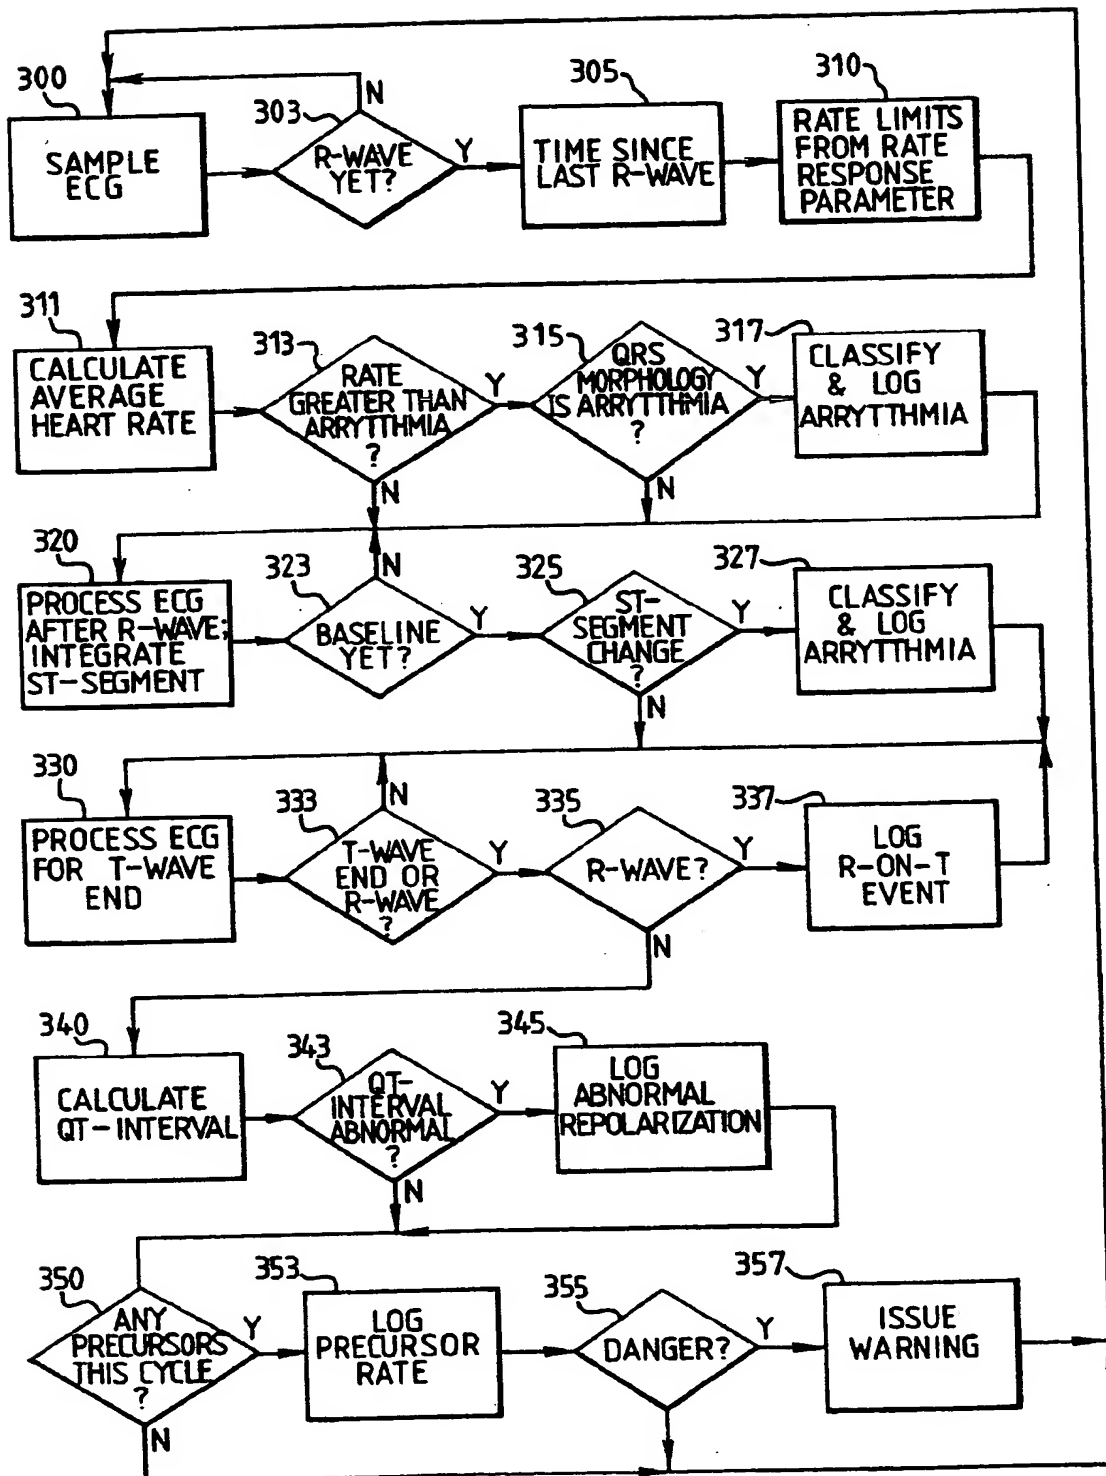 300
SAMPLE
ECG
303
R-WAVE
YET?
N
Y
305
TIME SINCE
LAST R-WAVE
310
RATE LIMITS
FROM RATE
RESPONSE
PARAMETER
311
CALCULATE
AVERAGE
HEART RATE
313
RATE
GREATER THAN
ARRYTTHMIA
?
Y
N
315
QRS
MORPHOLOGY
IS ARRYTTHMIA
?
Y
N
317
CLASSIFY
& LOG
ARRYTTHMIA
320
PROCESS ECG
AFTER R-WAVE;
INTEGRATE
ST-SEGMENT
323
BASELINE
YET?
N
Y
325
ST-
SEGMENT
CHANGE
?
Y
N
327
CLASSIFY
& LOG
ARRYTTHMIA
330
PROCESS ECG
FOR T-WAVE
END
333
T-WAVE
END OR
R-WAVE
?
N
Y
335
R-WAVE?
Y
N
337
LOG
R-ON-T
EVENT
340
CALCULATE
QT-INTERVAL
343
QT-
INTERVAL
ABNORMAL
?
Y
N
345
LOG
ABNORMAL
REPOLARIZATION
350
ANY
PRECURSORS
THIS CYCLE
?
Y
N
353
LOG
PRECURSOR
RATE
355
DANGER?
Y
357
ISSUE
WARNING